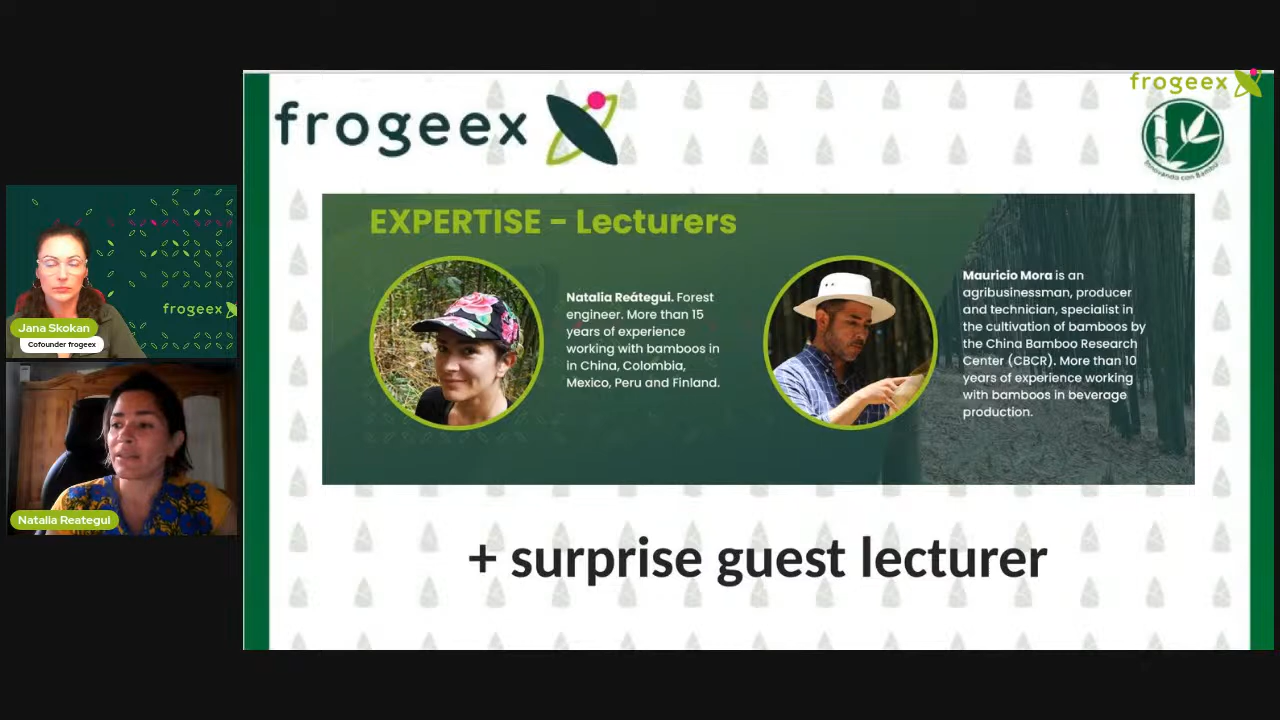 frogeex
frogeex
Innovando con Bambú
EXPERTISE - Lecturers
Natalia Reátegui. Forest
engineer. More than 15
years of experience
working with bamboos in
in China, Colombia,
Mexico, Peru and Finland.
Mauricio Mora is an
agribusinessman, producer
and technician, specialist in
the cultivation of bamboos by
the China Bamboo Research
Center (CBCR). More than 10
years of experience working
with bamboos in beverage
production.
+ surprise guest lecturer
frogeex
Jana Skokan
Cofounder frogeex
Natalia Reategui